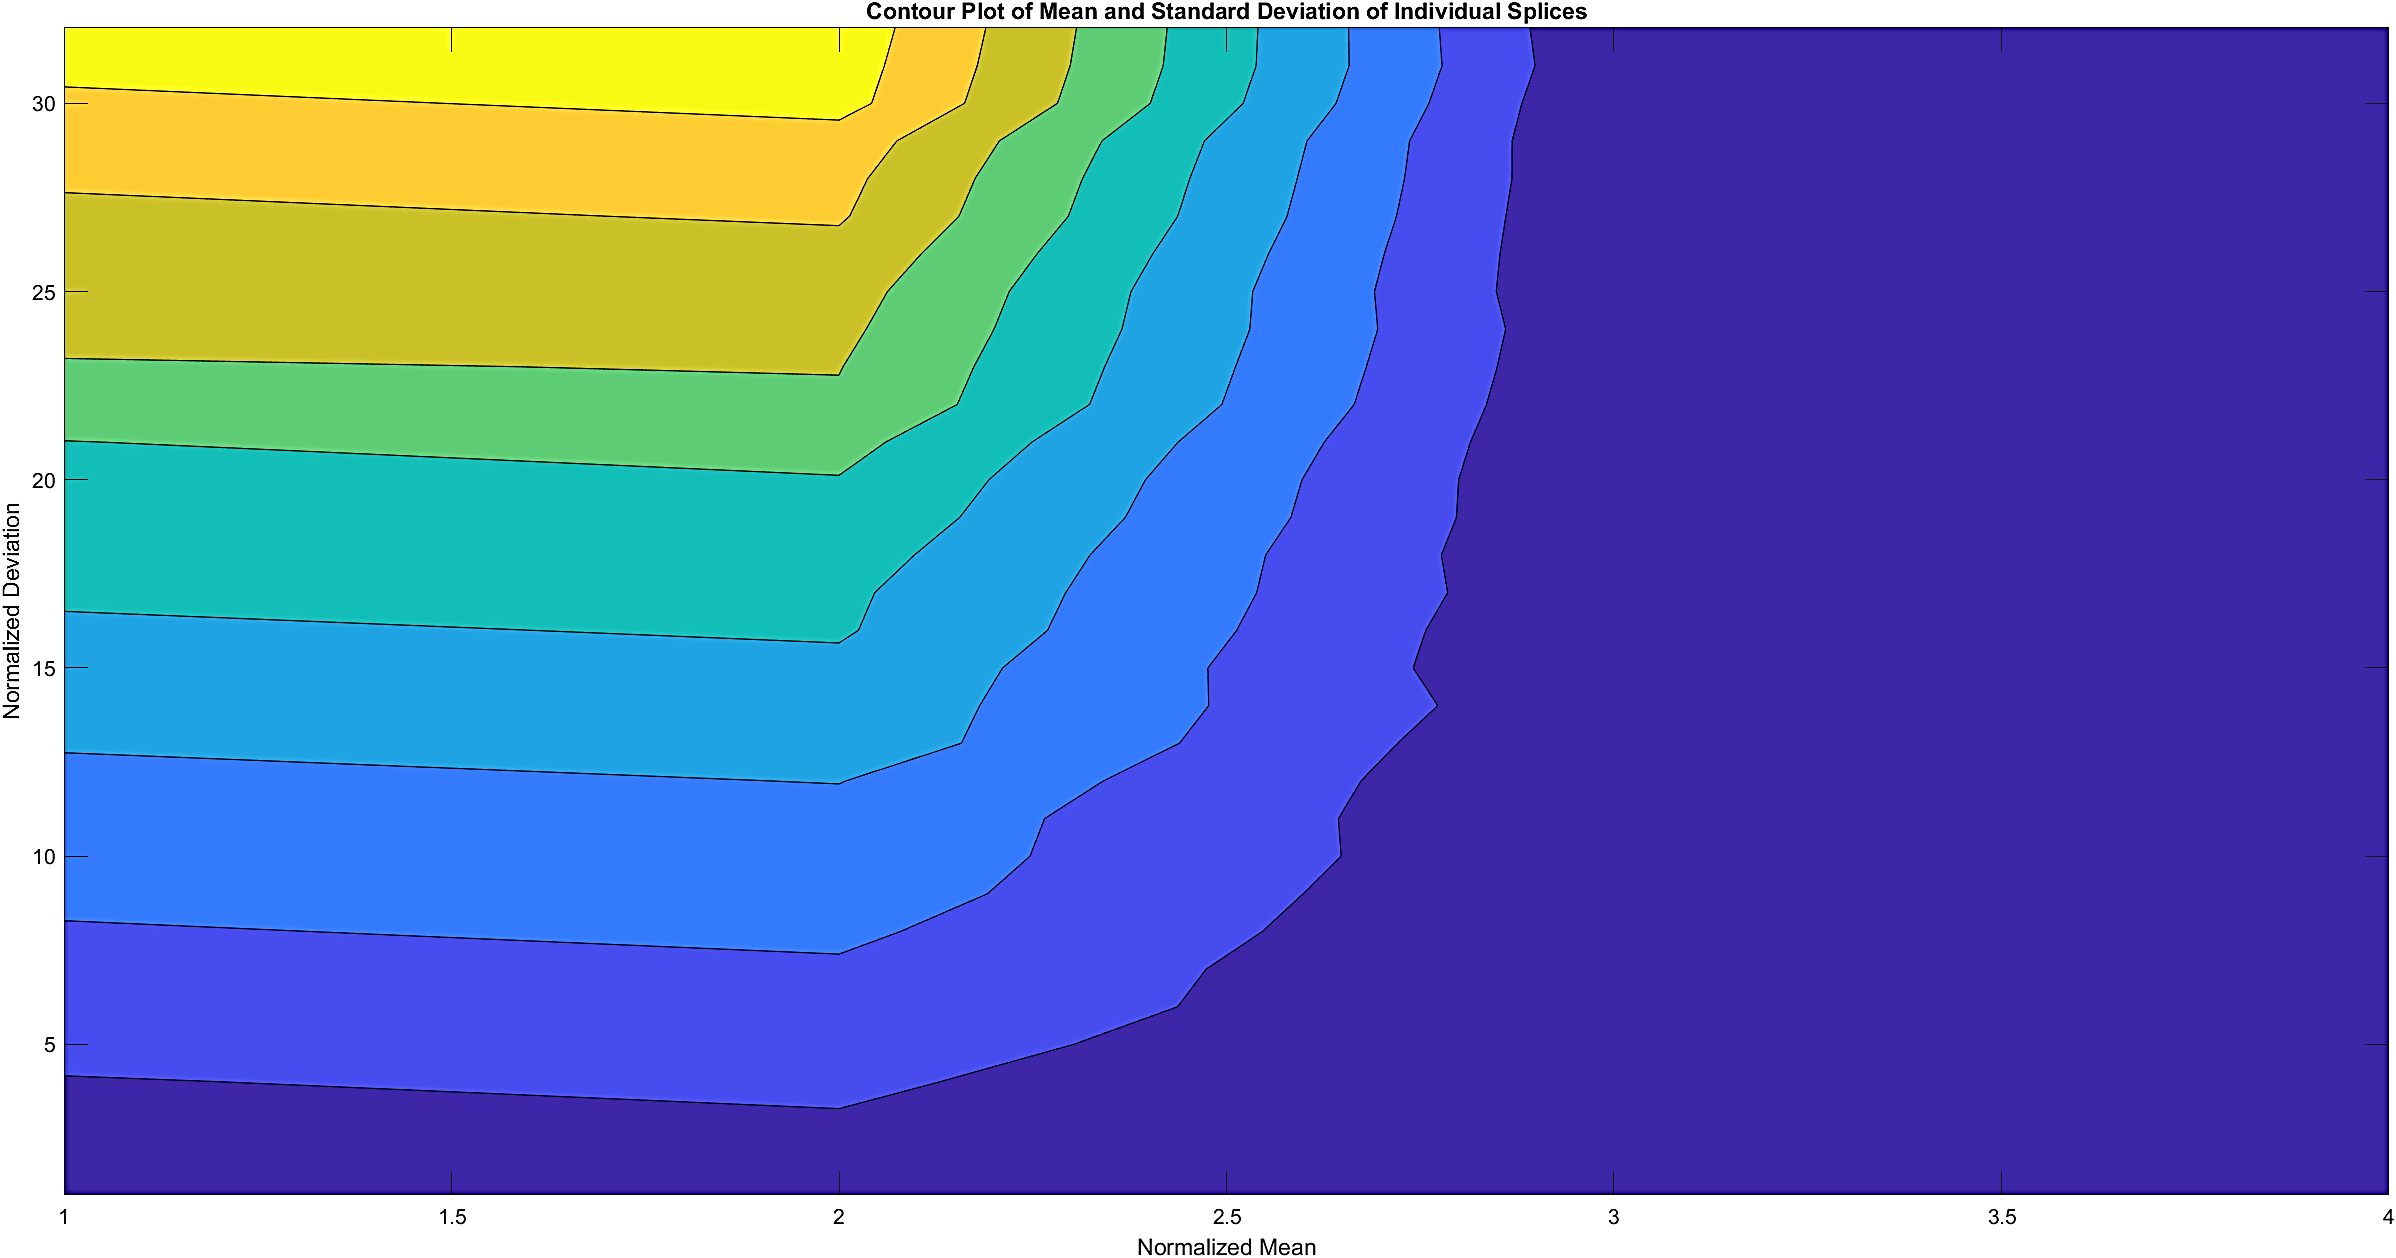 Contour Plot of Mean and Standard Deviation of Individual Splices
30
25
20
15
10
5
Normalized Deviation
1 1.5 2 2.5 3 3.5 4
Normalized Mean